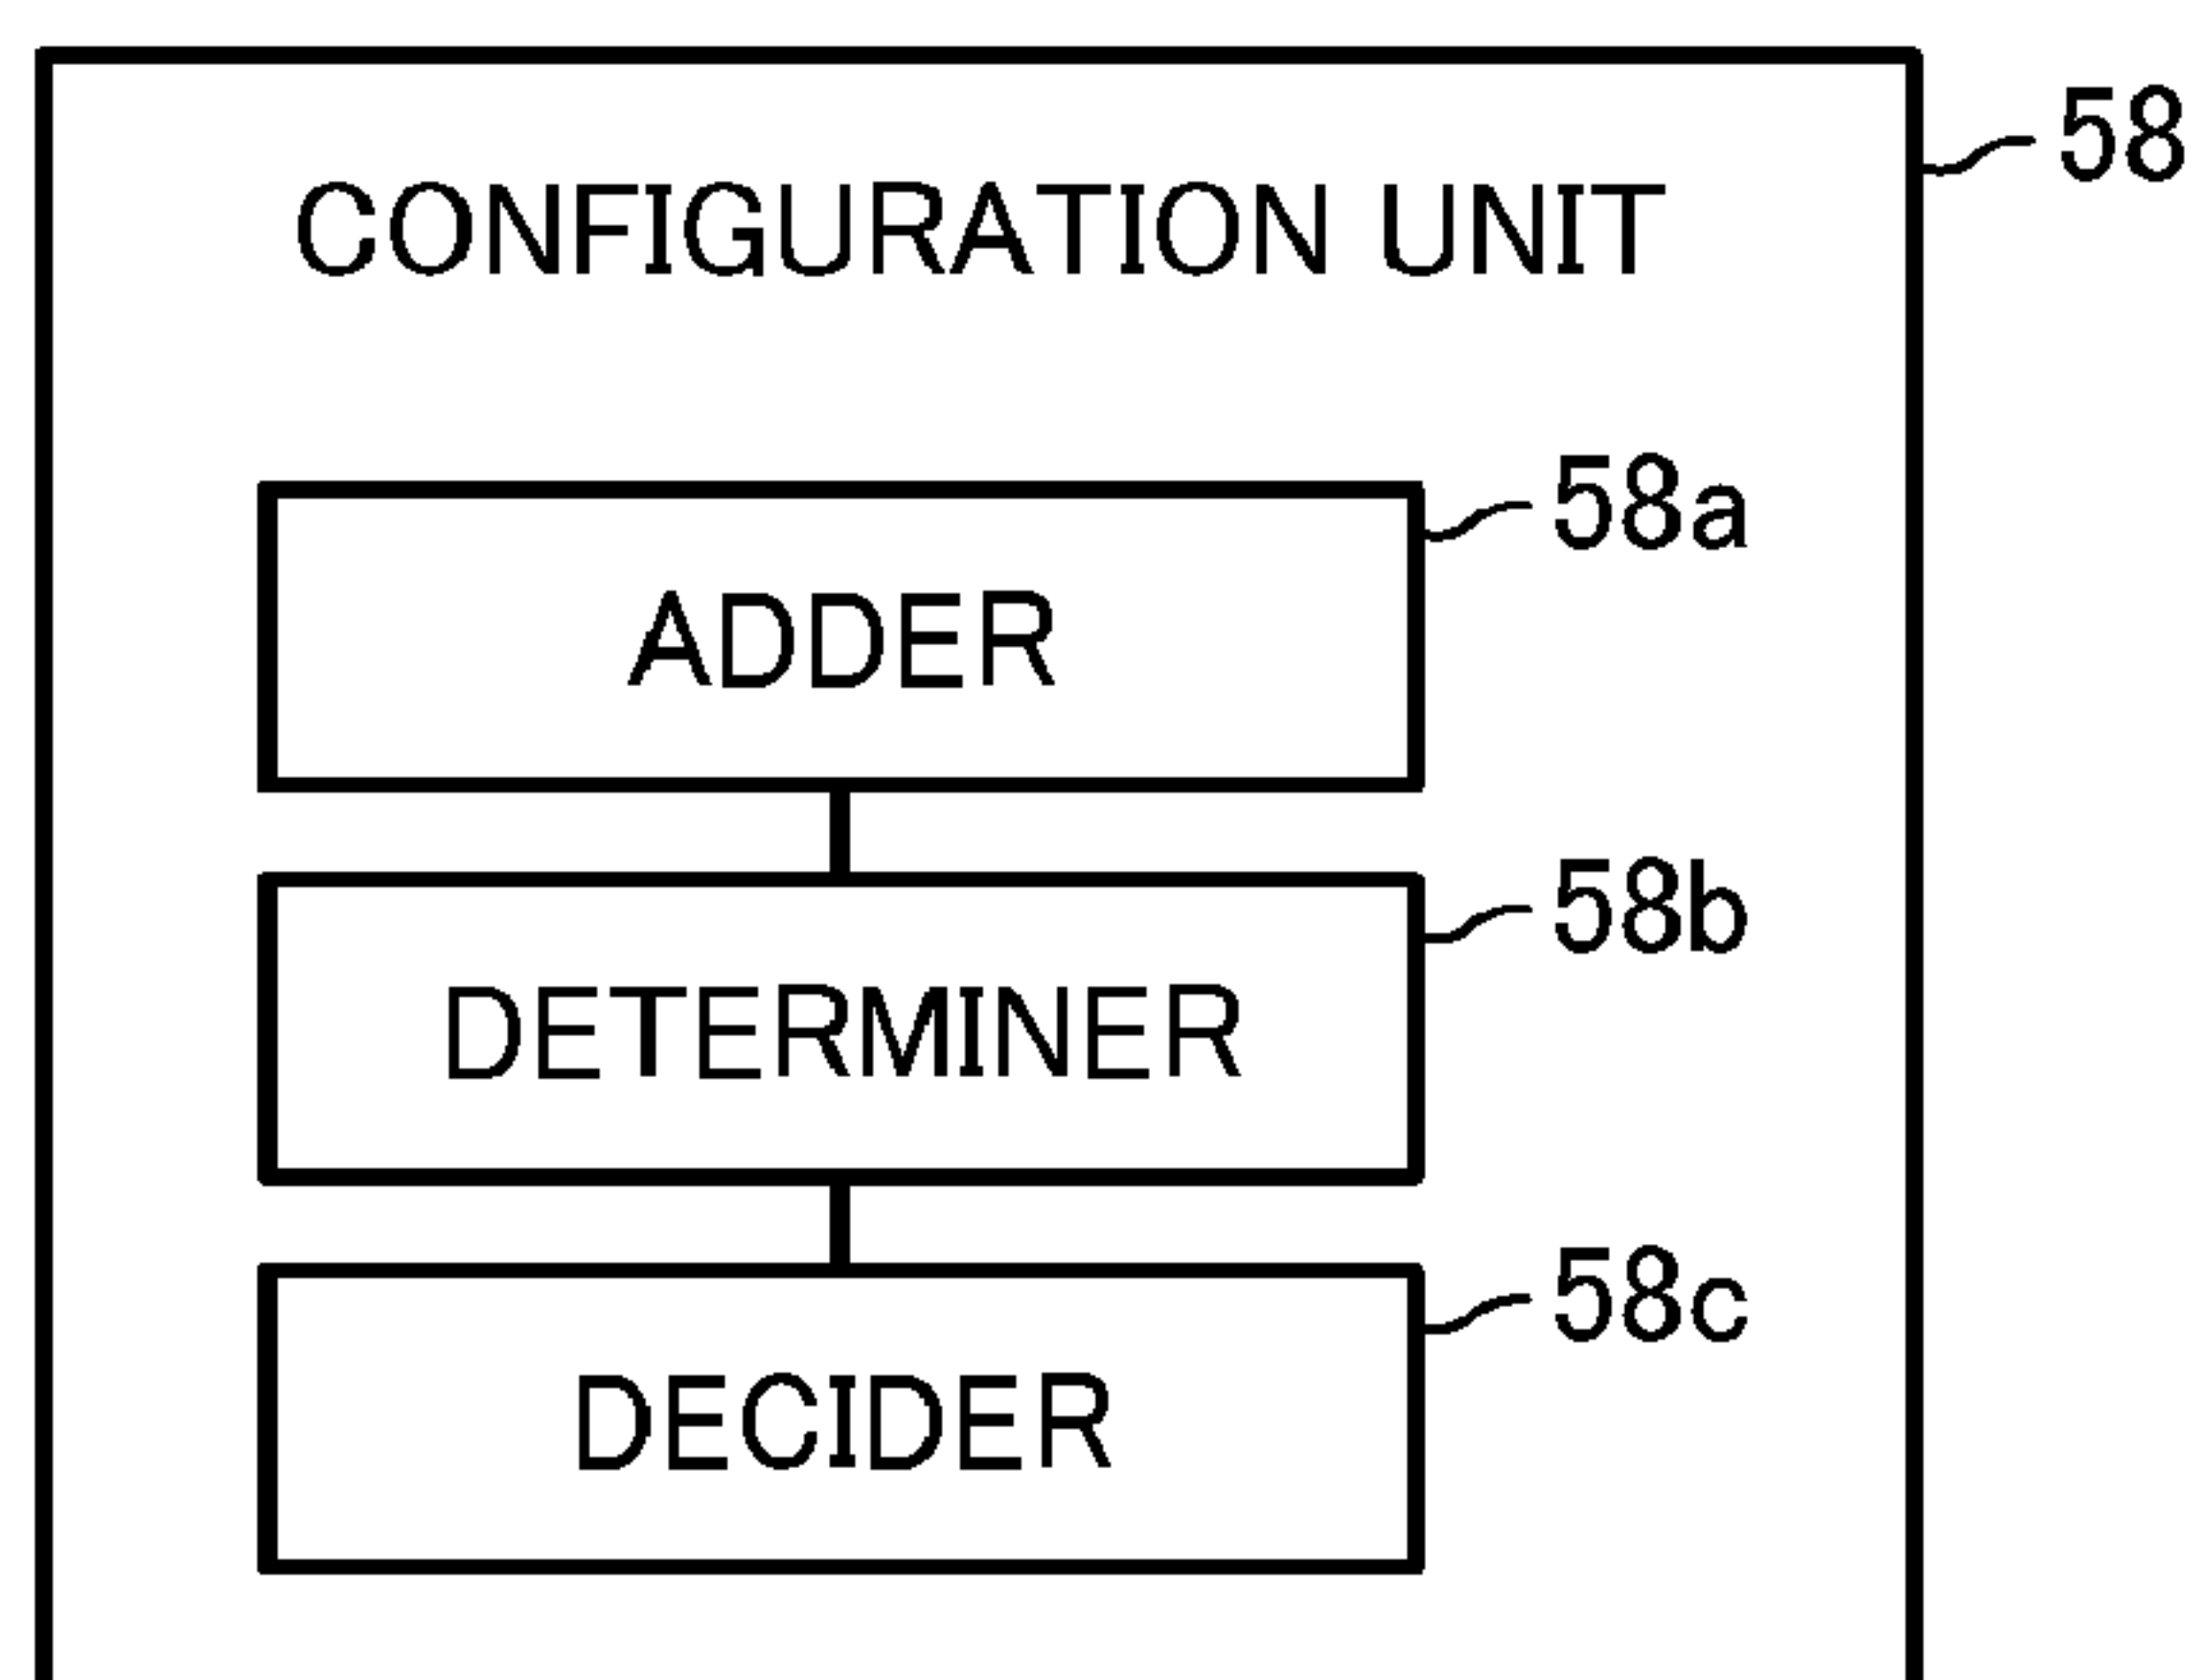 58
CONFIGURATION UNIT
58a
ADDER
58b
DETERMINER
58c
DECIDER